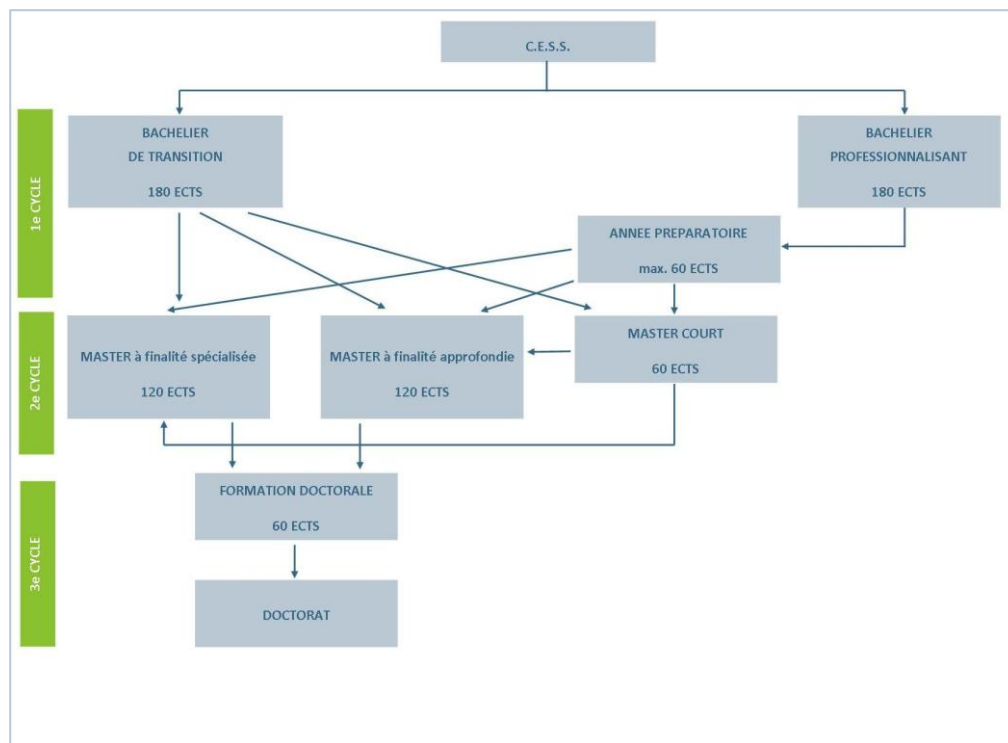 C.E.S.S.
1e CYCLE
BACHELIER
DE TRANSITION
180 ECTS
BACHELIER
PROFESSIONNALISANT
180 ECTS
ANNEE PREPARATOIRE
max. 60 ECTS
2e CYCLE
MASTER à finalité spécialisée
120 ECTS
MASTER à finalité approfondie
120 ECTS
MASTER COURT
60 ECTS
3e CYCLE
FORMATION DOCTORALE
60 ECTS
DOCTORAT